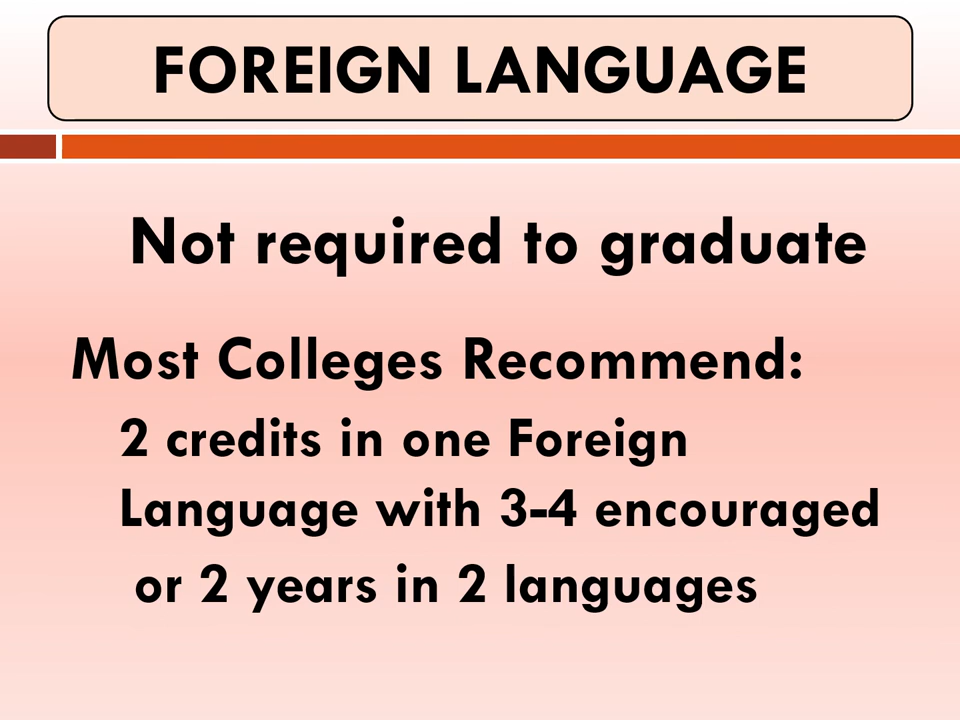 FOREIGN LANGUAGE
Not required to graduate
Most Colleges Recommend:
2 credits in one Foreign
Language with 3-4 encouraged
or 2 years in 2 languages